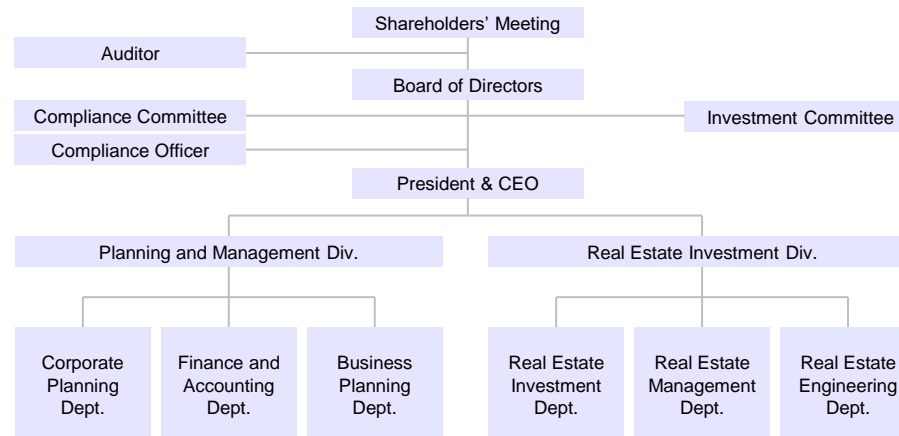 Shareholders’ Meeting
Auditor
Board of Directors
Compliance Committee
Investment Committee
Compliance Officer
President & CEO
Planning and Management Div.
Real Estate Investment Div.
Corporate
Planning
Dept.
Finance and
Accounting
Dept.
Business
Planning
Dept.
Real Estate
Investment
Dept.
Real Estate
Management
Dept.
Real Estate
Engineering
Dept.